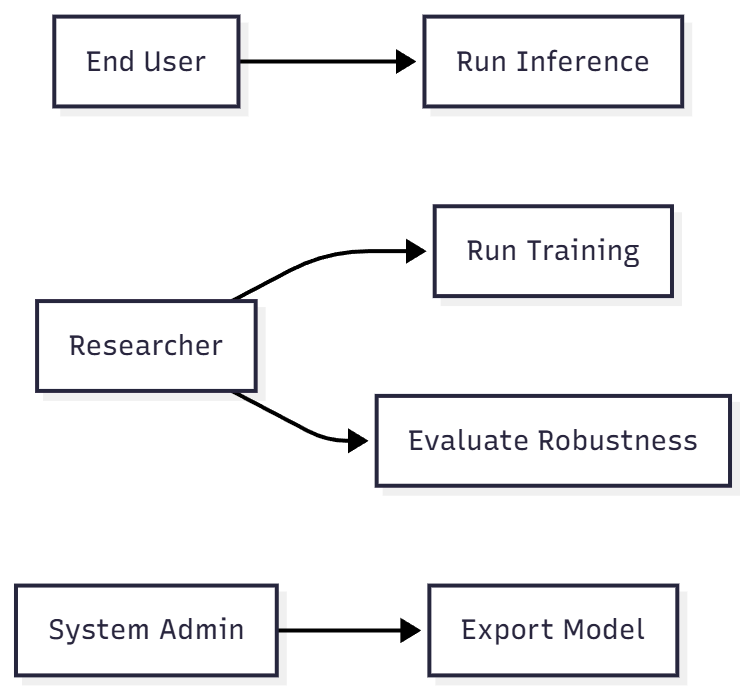 End User
Run Inference
Run Training
Researcher
Evaluate Robustness
System Admin
Export Model